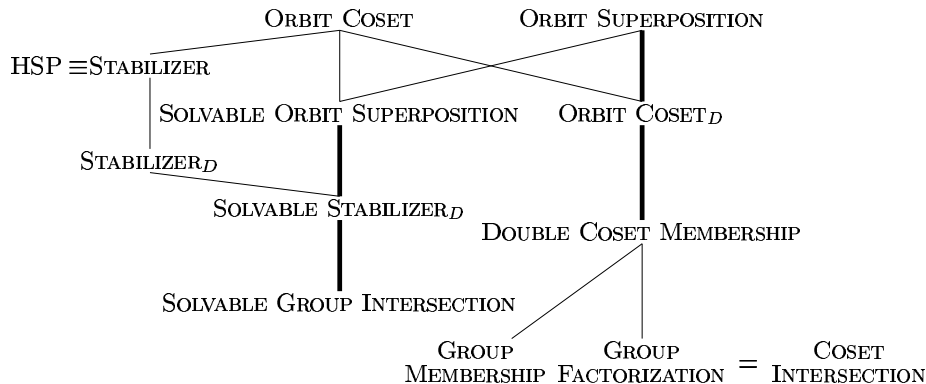 ORBIT COSET ORBIT SUPERPOSITION
HSP ≡STABILIZER
SOLVABLE ORBIT SUPERPOSITION ORBIT COSET_D
STABILIZER_D
SOLVABLE STABILIZER_D
DOUBLE COSET MEMBERSHIP
SOLVABLE GROUP INTERSECTION
GROUP MEMBERSHIP
GROUP FACTORIZATION
=
COSET INTERSECTION